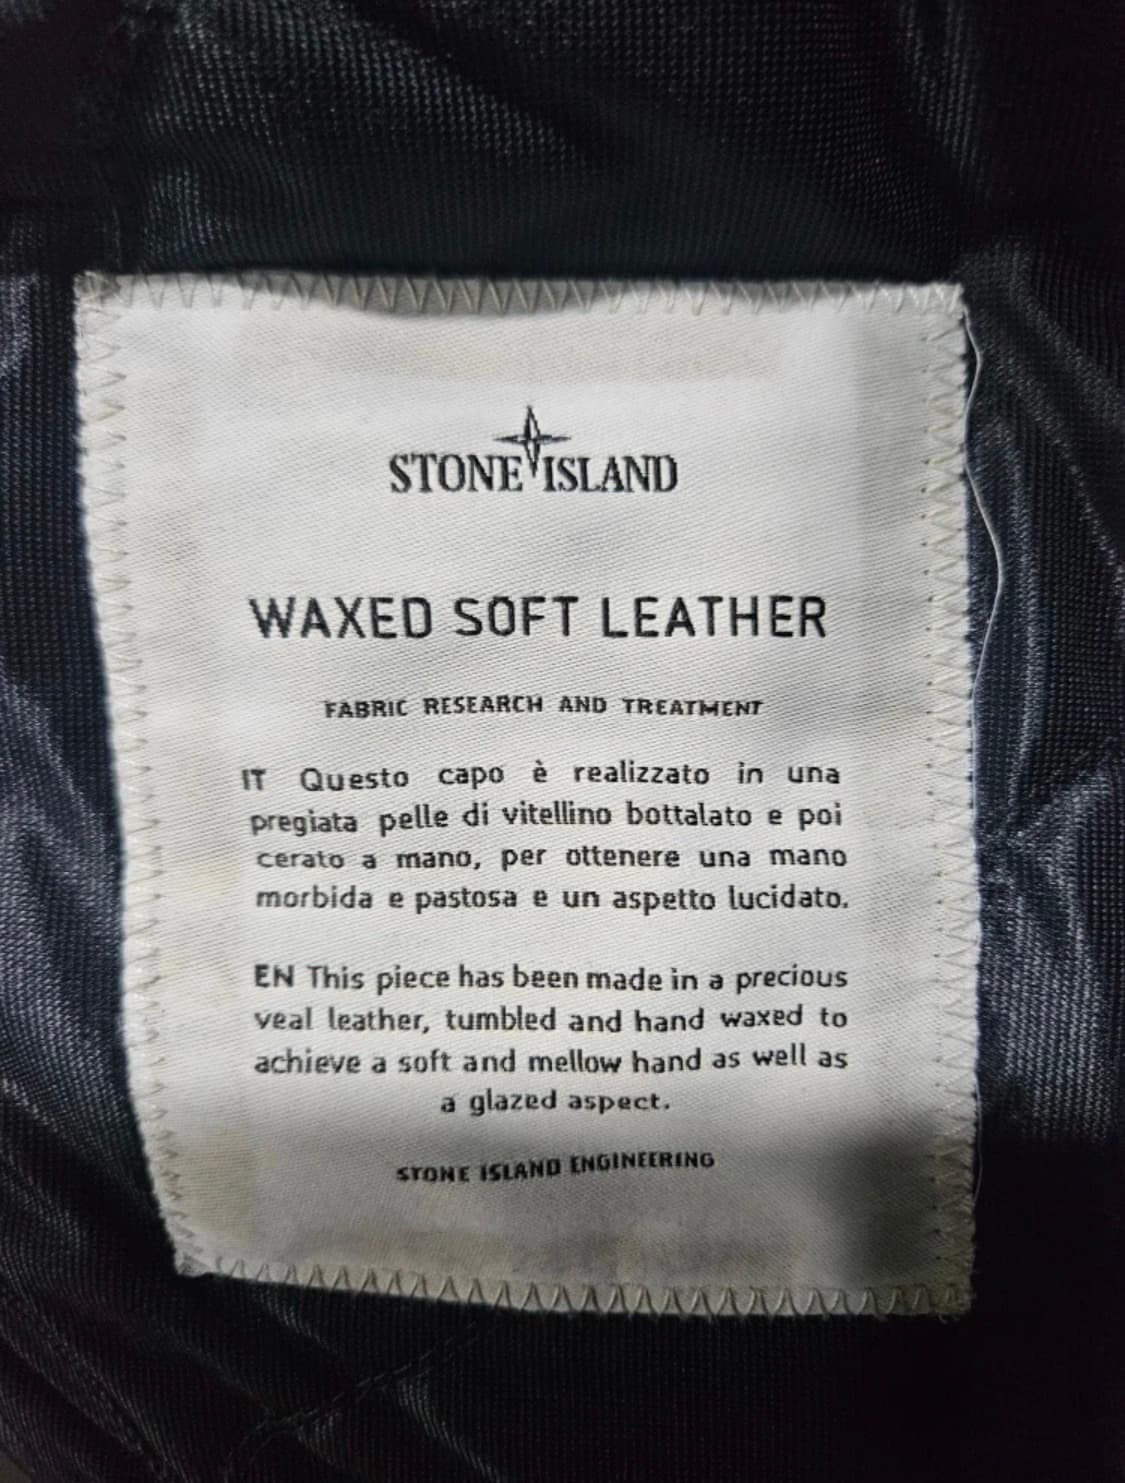 STONE ISLAND
WAXED SOFT LEATHER
FABRIC RESEARCH AND TREATMENT
IT Questo capo è realizzato in una
pregiata pelle di vitellino bottalato e poi
cerato a mano, per ottenere una mano
morbida e pastosa e un aspetto lucidato.
EN This piece has been made in a precious
veal leather, tumbled and hand waxed to
achieve a soft and mellow hand as well as
a glazed aspect.
STONE ISLAND ENGINEERING